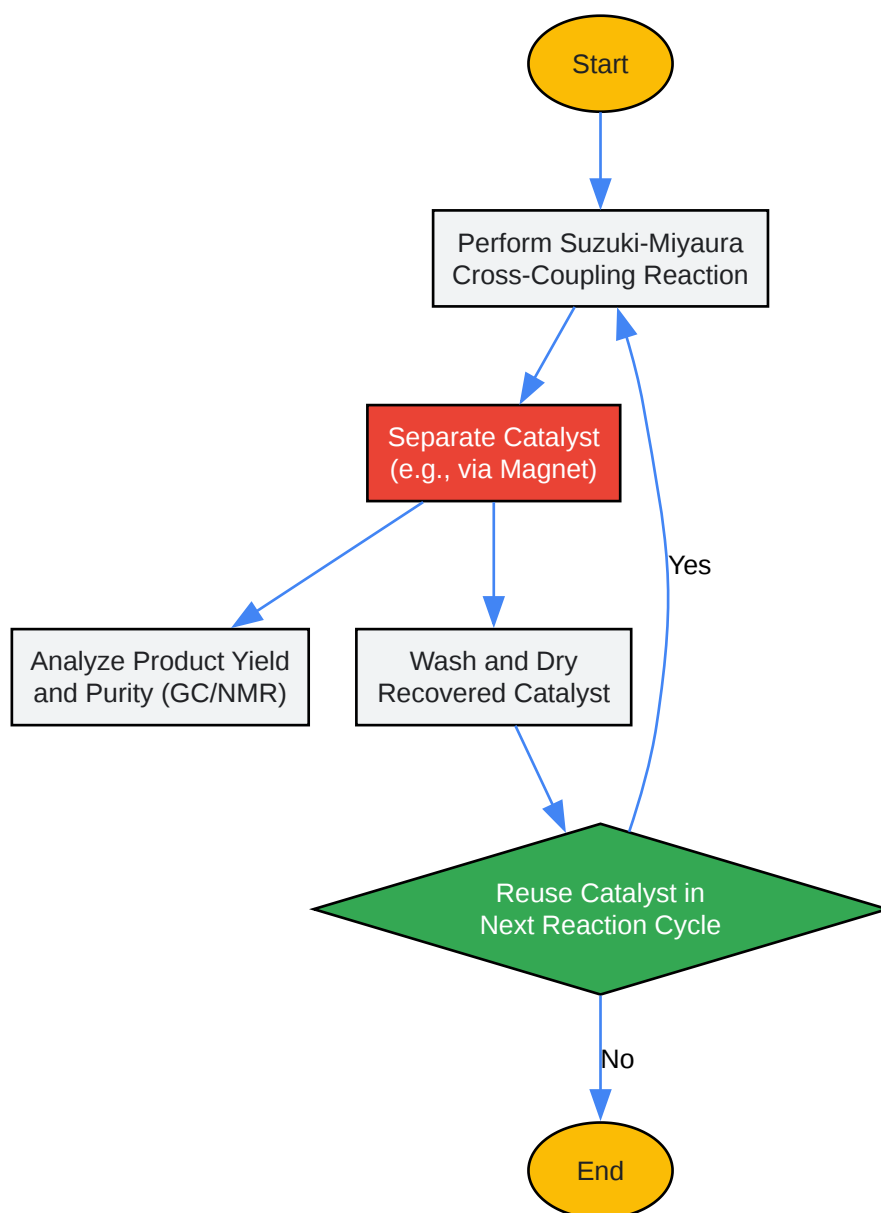 Start
Perform Suzuki-Miyaura
Cross-Coupling Reaction
Separate Catalyst
(e.g., via Magnet)
Yes
Analyze Product Yield
and Purity (GC/NMR)
Wash and Dry
Recovered Catalyst
Reuse Catalyst in
Next Reaction Cycle
No
End